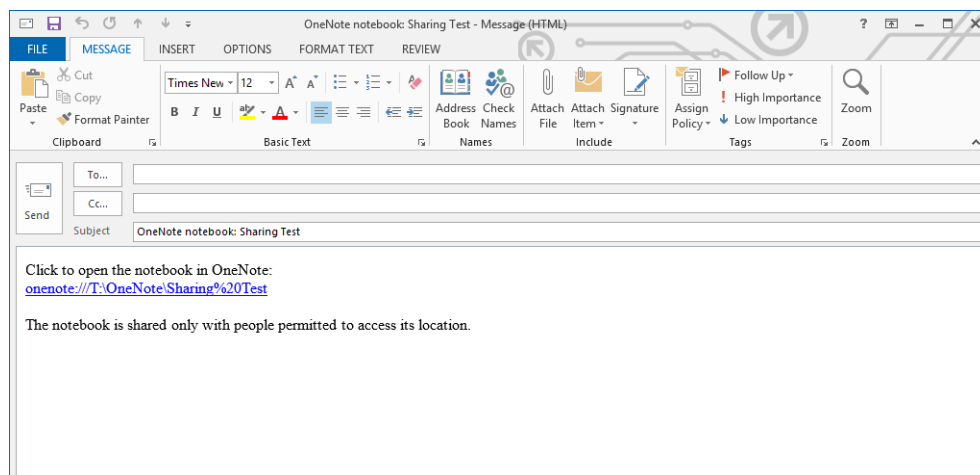 OneNote notebook: Sharing Test - Message (HTML)
FILE MESSAGE INSERT OPTIONS FORMAT TEXT REVIEW
Cut
Copy
Format Painter
Paste
Clipboard
Times New 12
B I U
Basic Text
Address Book
Check Names
Names
Attach File
Attach Item
Signature
Include
Assign Policy
Follow Up
High Importance
Low Importance
Tags
Zoom
Zoom
Send
To...
Cc...
Subject OneNote notebook: Sharing Test
Click to open the notebook in OneNote:
onenote:///T:\OneNote\Sharing%20Test
The notebook is shared only with people permitted to access its location.